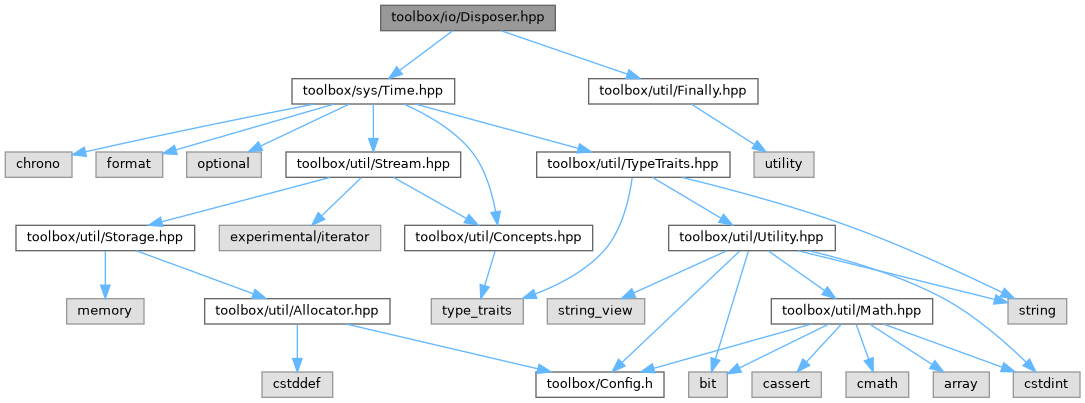 toolbox/io/Disposer.hpp
toolbox/sys/Time.hpp
toolbox/util/Finally.hpp
chrono
format
optional
toolbox/util/Stream.hpp
toolbox/util/TypeTraits.hpp
utility
toolbox/util/Storage.hpp
experimental/iterator
toolbox/util/Concepts.hpp
toolbox/util/Utility.hpp
memory
toolbox/util/Allocator.hpp
type_traits
string_view
toolbox/util/Math.hpp
string
cstddef
toolbox/Config.h
bit
cassert
cmath
array
cstdint